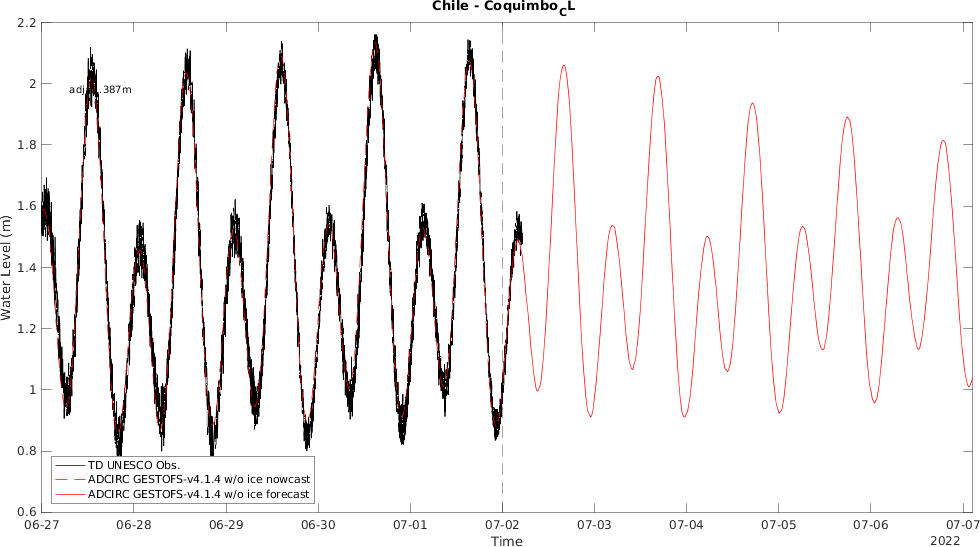 Chile - Coquimbo_CL
2.2
2
1.8
1.6
1.4
1.2
1
0.8
0.6
Water Level (m)
.387m
TD UNESCO Obs.
ADCIRC GESTOFS-v4.1.4 w/o ice nowcast
ADCIRC GESTOFS-v4.1.4 w/o ice forecast
06-27 06-28 06-29 06-30 07-01 07-02 07-03 07-04 07-05 07-06 07-07
Time
2022